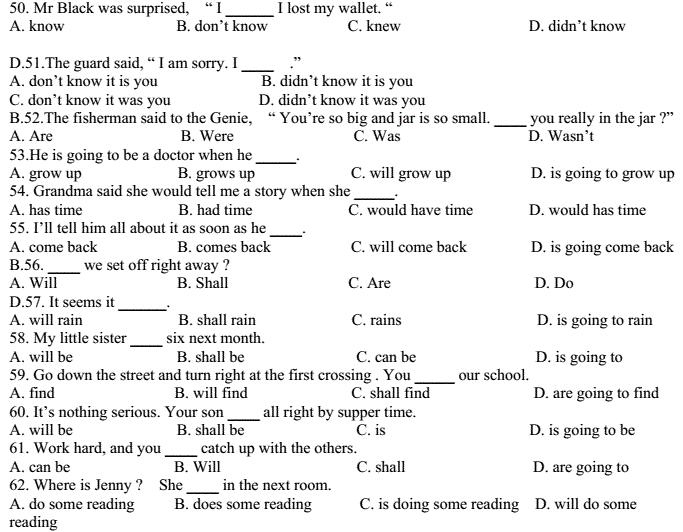 50. Mr Black was surprised, “ I ______ I lost my wallet. “
A. know B. don’t know C. knew D. didn’t know
D.51.The guard said, “ I am sorry. I ____ .”
A. don’t know it is you B. didn’t know it is you
C. don’t know it was you D. didn’t know it was you
B.52.The fisherman said to the Genie, “ You’re so big and jar is so small. ____ you really in the jar ?”
A. Are B. Were C. Was D. Wasn’t
53.He is going to be a doctor when he _____.
A. grow up B. grows up C. will grow up D. is going to grow up
54. Grandma said she would tell me a story when she _____.
A. has time B. had time C. would have time D. would has time
55. I’ll tell him all about it as soon as he ____.
A. come back B. comes back C. will come back D. is going come back
B.56. ____ we set off right away ?
A. Will B. Shall C. Are D. Do
D.57. It seems it ______.
A. will rain B. shall rain C. rains D. is going to rain
58. My little sister ____ six next month.
A. will be B. shall be C. can be D. is going to
59. Go down the street and turn right at the first crossing . You _____ our school.
A. find B. will find C. shall find D. are going to find
60. It’s nothing serious. Your son ____ all right by supper time.
A. will be B. shall be C. is D. is going to be
61. Work hard, and you ____ catch up with the others.
A. can be B. Will C. shall D. are going to
62. Where is Jenny ? She ____ in the next room.
A. do some reading B. does some reading C. is doing some reading D. will do some
reading